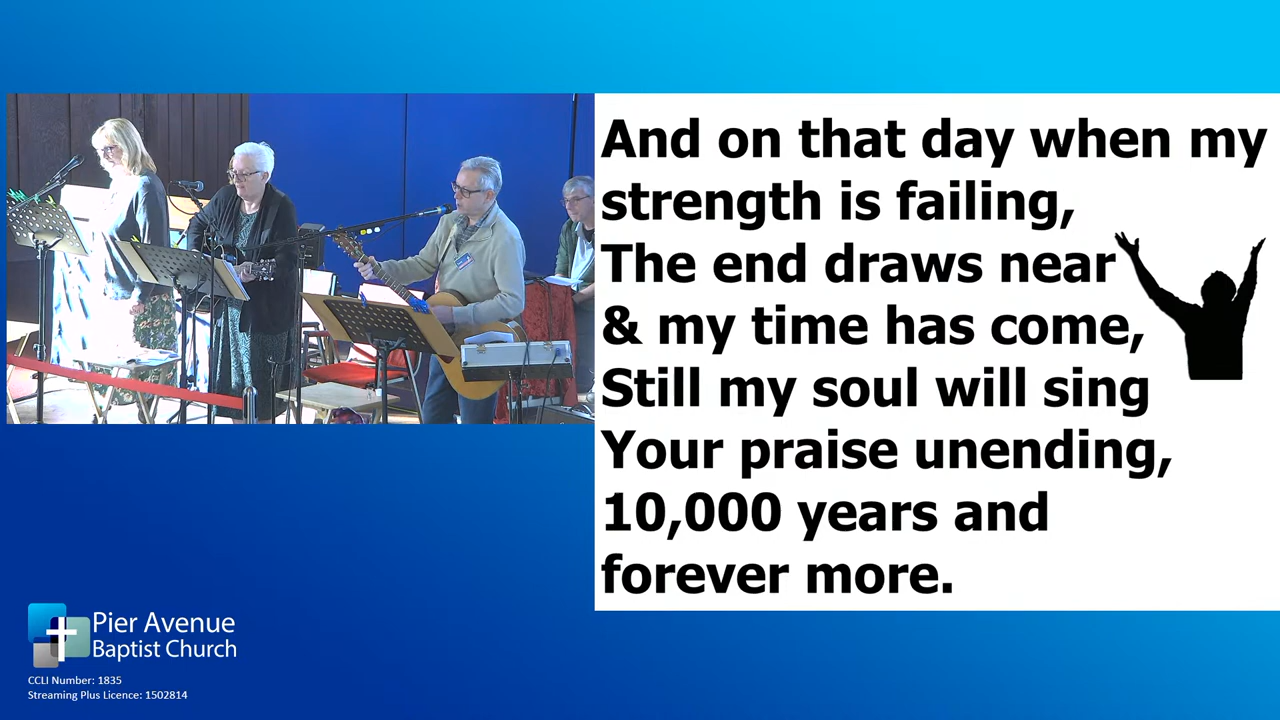 And on that day when my
strength is failing,
The end draws near
& my time has come,
Still my soul will sing
Your praise unending,
10,000 years and
forever more.
Pier Avenue
Baptist Church
CCLI Number: 1835
Streaming Plus Licence: 1502814